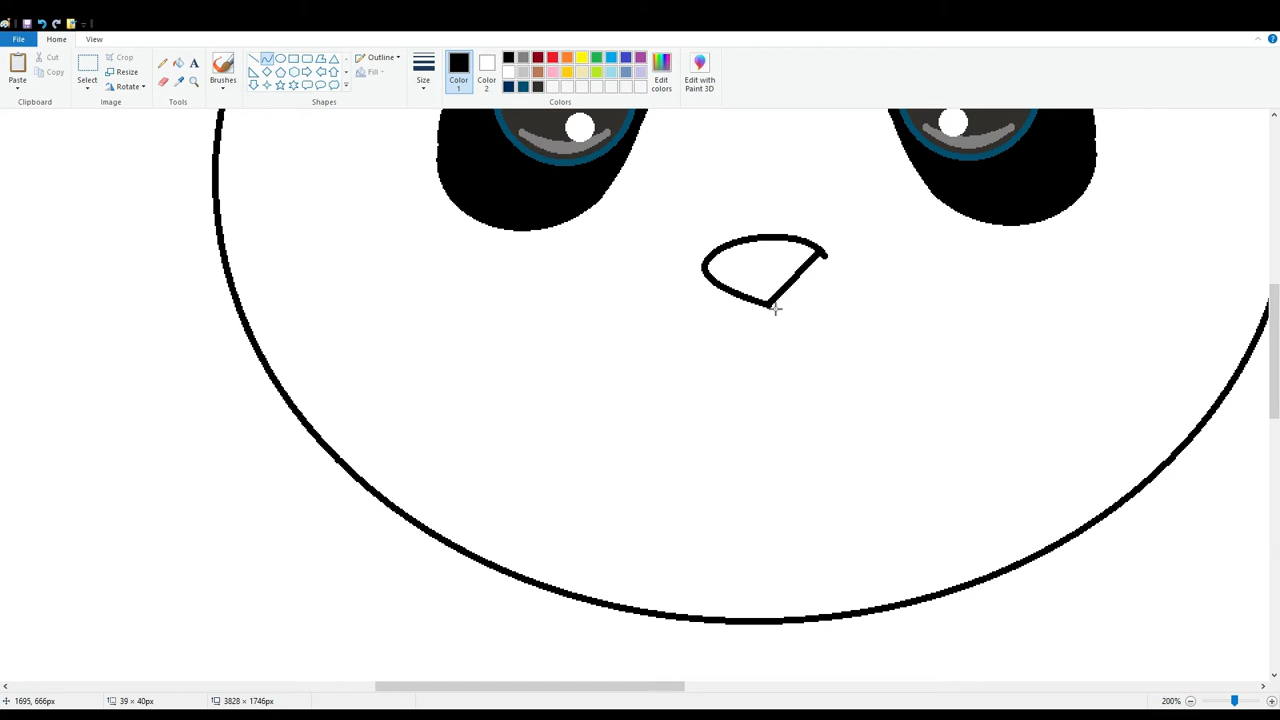 File Home View
Paste
Cut
Copy
Clipboard
Select
Crop
Resize
Rotate
Image
A
Tools
Brushes
Outline
Fill
Shapes
Size
Color
1
Color
2
Edit
colors
Colors
Edit with
Paint 3D
1695, 666px 39 × 40px 3828 × 1746px 200%